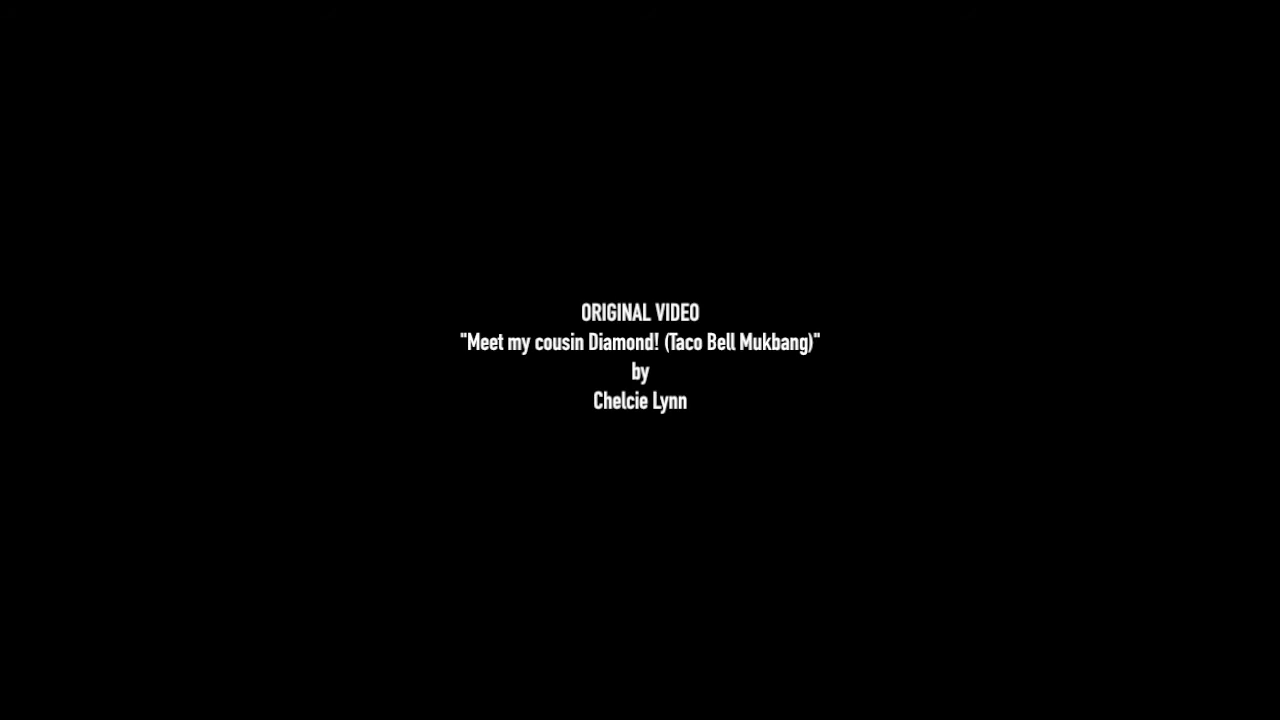 ORIGINAL VIDEO
"Meet my cousin Diamond! (Taco Bell Mukbang)"
by
Chelcie Lynn